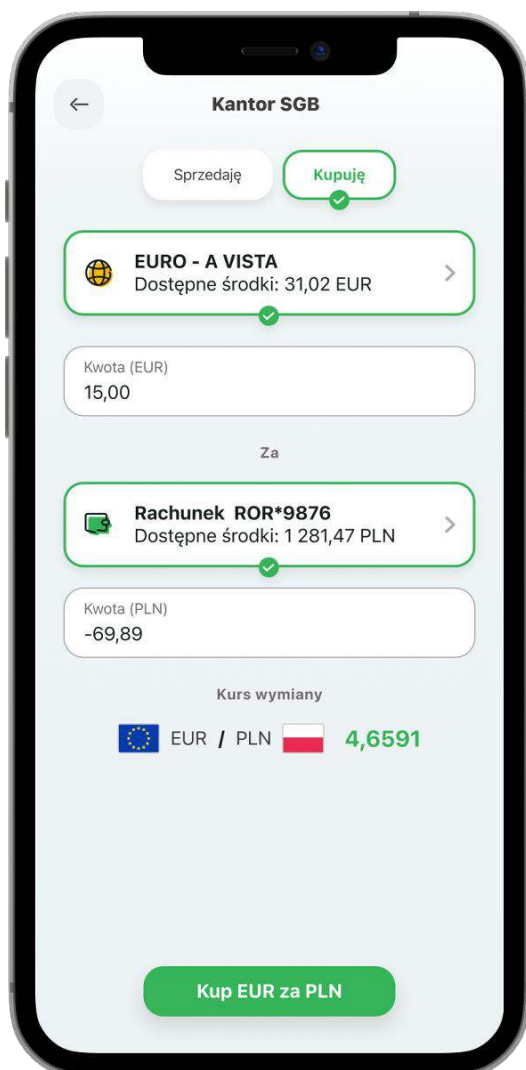 Kantor SGB
Sprzedaję
Kupuję
EURO - A VISTA
Dostępne środki: 31,02 EUR
Kwota (EUR)
15,00
Za
Rachunek ROR*9876
Dostępne środki: 1 281,47 PLN
Kwota (PLN)
-69,89
Kurs wymiany
EUR / PLN 4,6591
Kup EUR za PLN